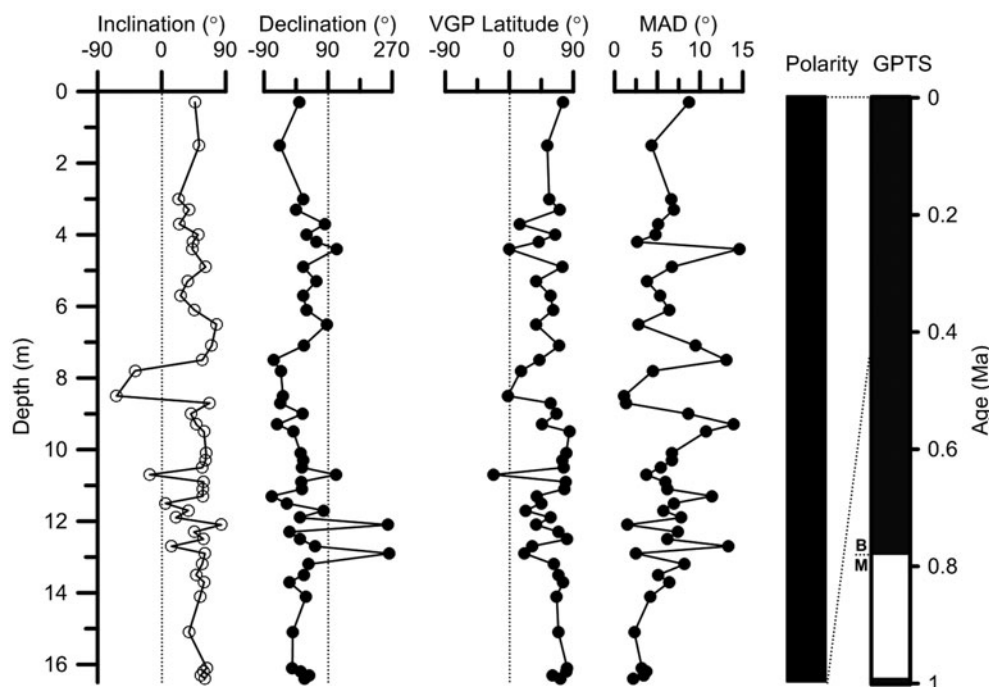 Inclination (°) Declination (°) VGP Latitude (°) MAD (°)
-90 0 90 -90 90 270 -90 0 90 0 5 10 15
Polarity GPTS
0 0
2
0.2
4
6
0.4
Depth (m) Age (Ma)
8
10
0.6
12
B
M 0.8
14
16
1